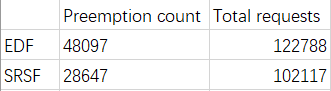 Preemption count Total requests
EDF 48097 122788
SRSF 28647 102117